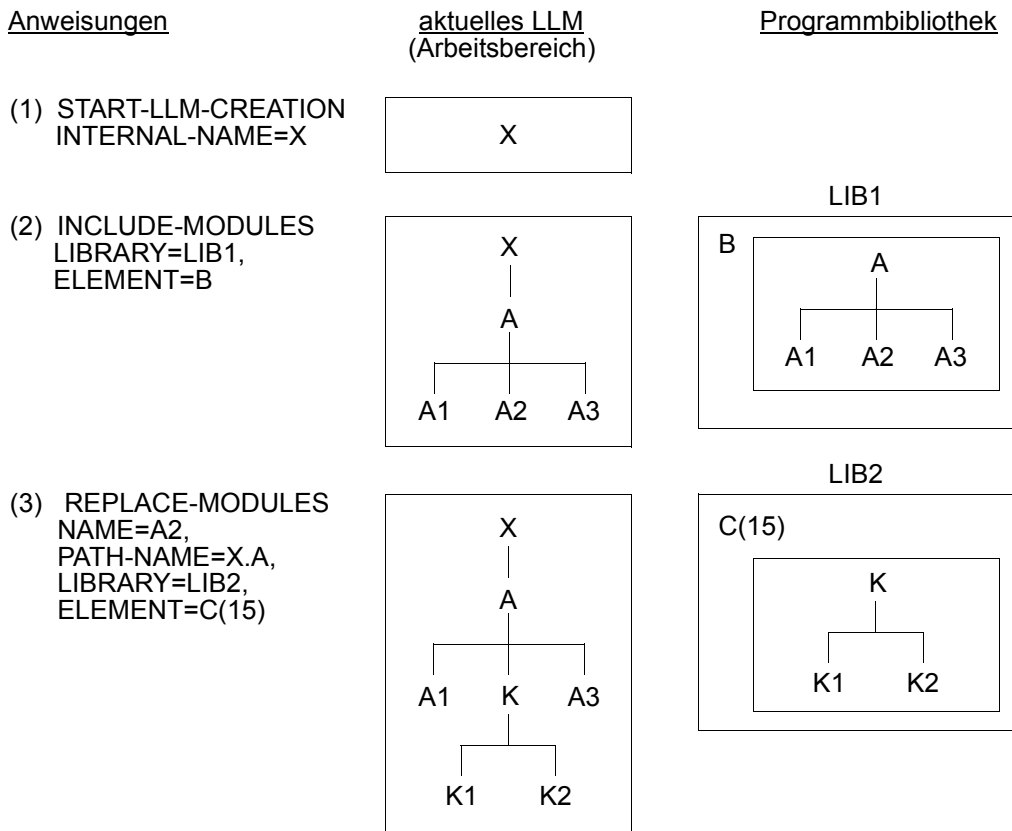 Anweisungen aktuelles LLM Programmbibliothek
(Arbeitsbereich)
(1) START-LLM-CREATION
INTERNAL-NAME=X
X
(2) INCLUDE-MODULES
LIBRARY=LIB1,
ELEMENT=B
X
A
A1 A2 A3
LIB1
B
A
A1 A2 A3
(3) REPLACE-MODULES
NAME=A2,
PATH-NAME=X.A,
LIBRARY=LIB2,
ELEMENT=C(15)
X
A
A1 K A3
K1 K2
LIB2
C(15)
K
K1 K2